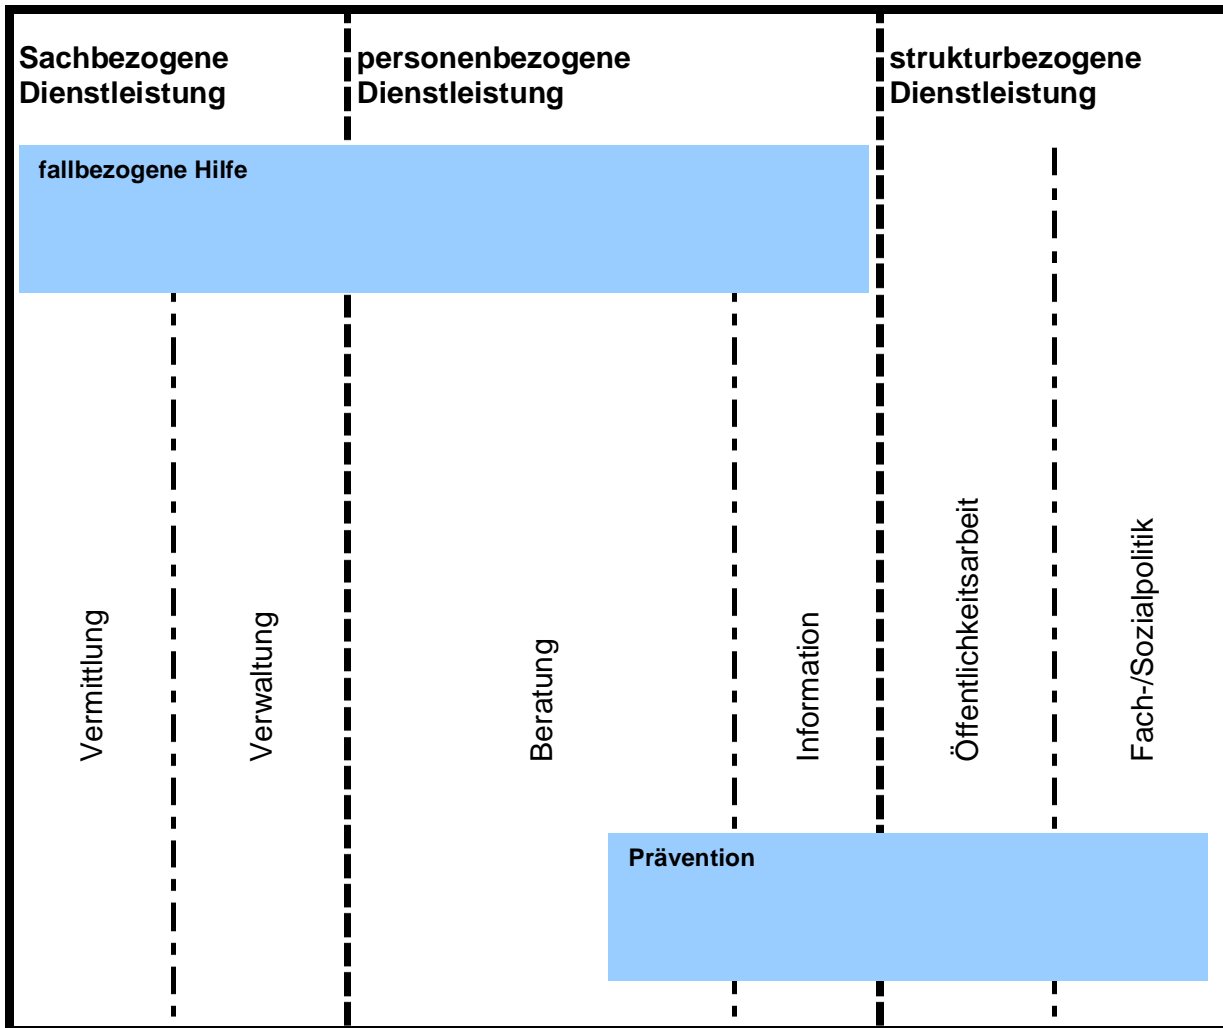 Sachbezogene
Dienstleistung
personenbezogene
Dienstleistung
strukturbezogene
Dienstleistung
fallbezogene Hilfe
Vermittlung
Verwaltung
Beratung
Information
Öffentlichkeitsarbeit
Fach-/Sozialpolitik
Prävention